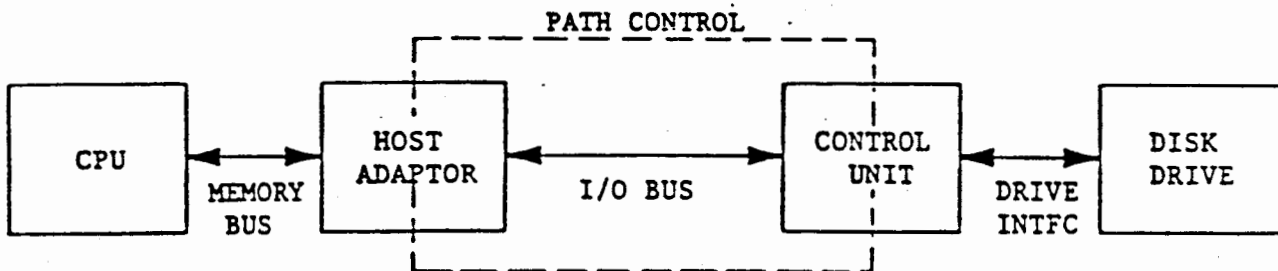 PATH CONTROL
CPU
MEMORY
BUS
HOST
ADAPTOR
I/O BUS
CONTROL
UNIT
DRIVE
INTFC
DISK
DRIVE